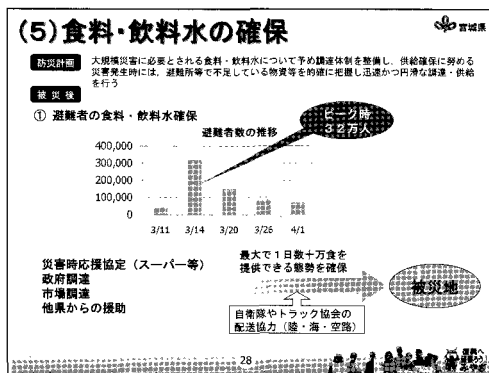 (5)食料・飲料水の確保
宮城県
防災計画
大規模災害に必要とされる食料・飲料水について予め調達体制を整備し、供給確保に努める
災害発生時には、避難所等で不足している物資等を的確に把握し迅速かつ円滑な調達・供給
を行う
被災後
① 避難者の食料・飲料水確保
避難者数の推移
ピーク時
32万人
400,000
300,000
200,000
100,000
0
3/11 3/14 3/20 3/26 4/1
災害時応援協定(スーパー等)
政府調達
市場調達
他県からの援助
最大で1日数十万食を
提供できる態勢を確保
被災地
自衛隊やトラック協会の
配送協力(陸・海・空路)
28
復興へ
みやぎ